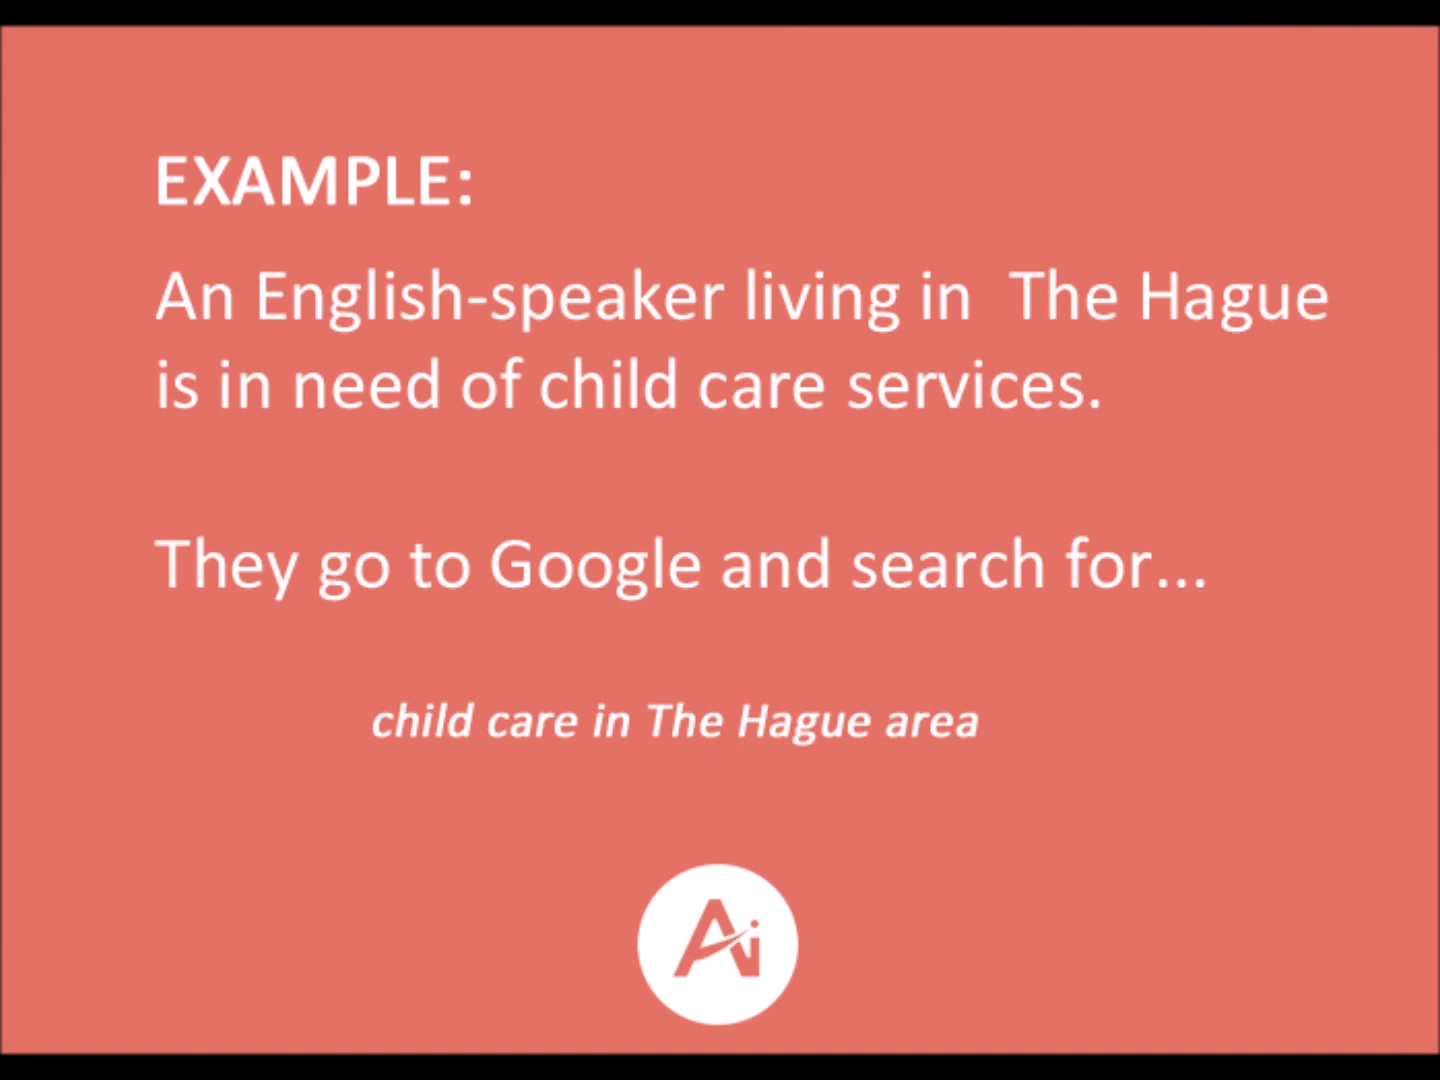 EXAMPLE:
An English-speaker living in  The Hague
is in need of child care services.
They go to Google and search for...
child care in The Hague area
Ai